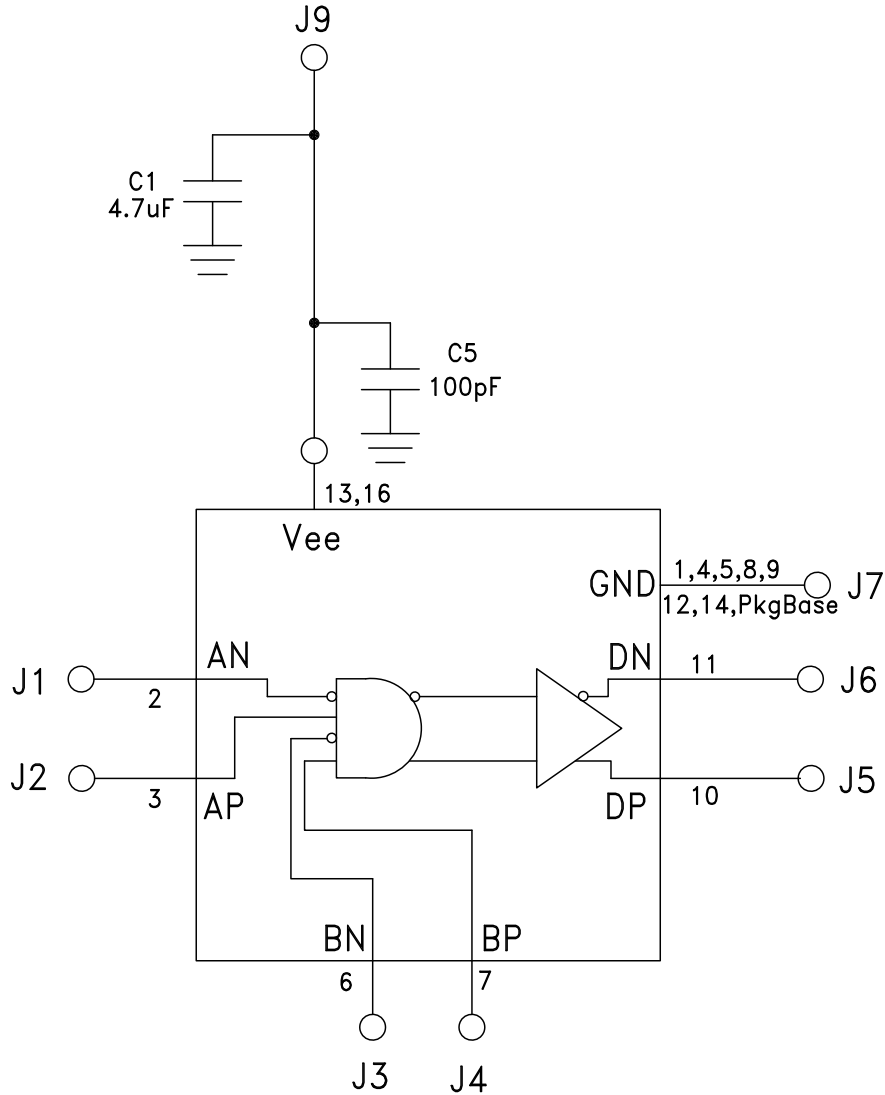 J9
C1
4.7uF
C5
100pF
13,16
Vee
GND
1,4,5,8,9
12,14,PkgBase
J7
J1
2
AN
DN
11
J6
J2
3
AP
DP
10
J5
BN
BP
6
7
J3
J4